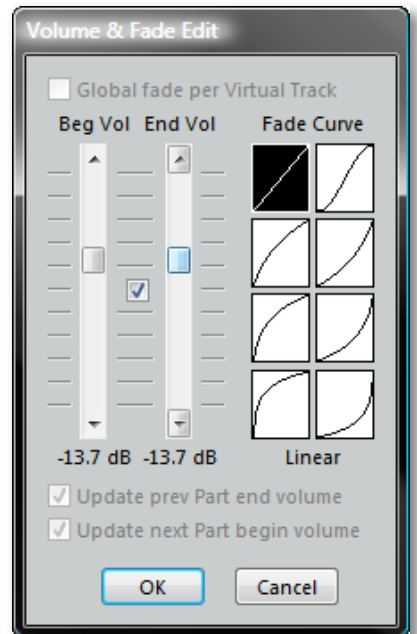 Volume & Fade Edit
Global fade per Virtual Track
Beg Vol End Vol Fade Curve
-13.7 dB -13.7 dB Linear
Update prev Part end volume
Update next Part begin volume
OK Cancel